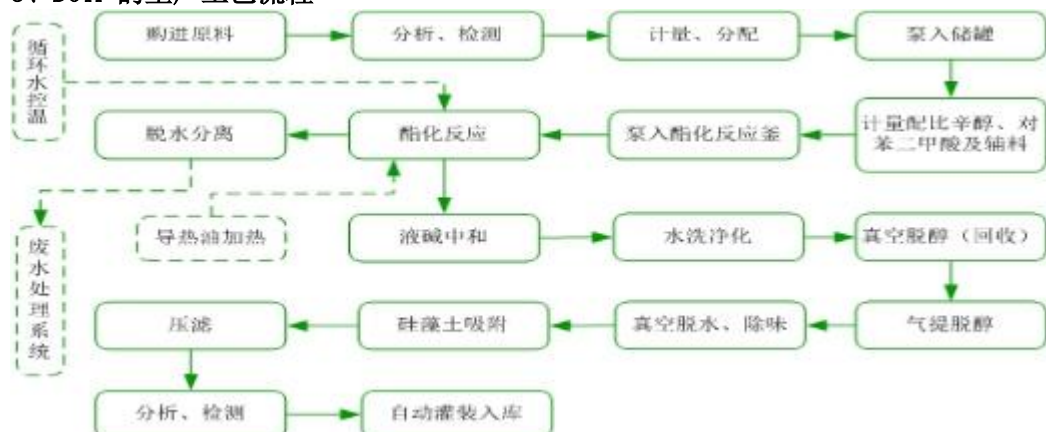 购进原料
分析、检测
计量、分配
泵入储罐
循环水控温
脱水分离
酯化反应
泵入酯化反应釜
计量配比辛醇、对
苯二甲酸及辅料
导热油加热
液碱中和
水洗净化
真空脱醇（回收）
废水处理系统
压滤
硅藻土吸附
真空脱水、除味
气提脱醇
分析、检测
自动灌装入库